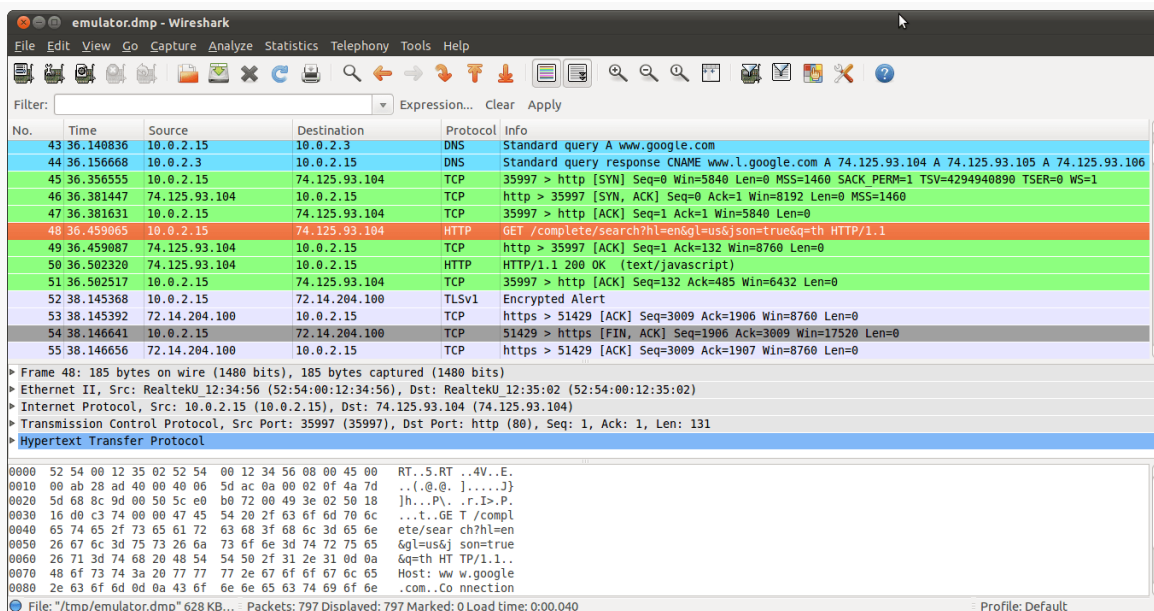 emulator.dmp - Wireshark
File Edit View Go Capture Analyze Statistics Telephony Tools Help
Filter: Expression... Clear Apply
No. Time Source Destination Protocol Info
43 36.140836 10.0.2.15 10.0.2.3 DNS Standard query A www.google.com
44 36.156668 10.0.2.3 10.0.2.15 DNS Standard query response CNAME www.l.google.com A 74.125.93.104 A 74.125.93.105 A 74.125.93.106
45 36.356555 10.0.2.15 74.125.93.104 TCP 35997 > http [SYN] Seq=0 Win=5840 Len=0 MSS=1460 SACK_PERM=1 TSV=4294940890 TSER=0 WS=1
46 36.381447 74.125.93.104 10.0.2.15 TCP http > 35997 [SYN, ACK] Seq=0 Ack=1 Win=8192 Len=0 MSS=1460
47 36.381631 10.0.2.15 74.125.93.104 TCP 35997 > http [ACK] Seq=1 Ack=1 Win=5840 Len=0
48 36.459065 10.0.2.15 74.125.93.104 HTTP GET /complete/search?hl=en&gl=us&json=true&q=th HTTP/1.1
49 36.459087 74.125.93.104 10.0.2.15 TCP http > 35997 [ACK] Seq=1 Ack=132 Win=8760 Len=0
50 36.502320 74.125.93.104 10.0.2.15 HTTP HTTP/1.1 200 OK (text/javascript)
51 36.502517 10.0.2.15 74.125.93.104 TCP 35997 > http [ACK] Seq=132 Ack=485 Win=6432 Len=0
52 38.145368 10.0.2.15 72.14.204.100 TLSv1 Encrypted Alert
53 38.145392 72.14.204.100 10.0.2.15 TCP https > 51429 [ACK] Seq=3009 Ack=1906 Win=8760 Len=0
54 38.146641 10.0.2.15 72.14.204.100 TCP 51429 > https [FIN, ACK] Seq=1906 Ack=3009 Win=17520 Len=0
55 38.146656 72.14.204.100 10.0.2.15 TCP https > 51429 [ACK] Seq=3009 Ack=1907 Win=8760 Len=0
Frame 48: 185 bytes on wire (1480 bits), 185 bytes captured (1480 bits)
Ethernet II, Src: RealtekU_12:34:56 (52:54:00:12:34:56), Dst: RealtekU_12:35:02 (52:54:00:12:35:02)
Internet Protocol, Src: 10.0.2.15 (10.0.2.15), Dst: 74.125.93.104 (74.125.93.104)
Transmission Control Protocol, Src Port: 35997 (35997), Dst Port: http (80), Seq: 1, Ack: 1, Len: 131
Hypertext Transfer Protocol
0000 52 54 00 12 35 02 52 54 00 12 34 56 08 00 45 00 RT..5.RT ..4V..E.
0010 00 ab 28 ad 40 00 40 06 5d ac 0a 00 02 0f 4a 7d ..(.@.@. ].....J}
0020 5d 68 8c 9d 00 50 5c e0 b0 72 00 49 3e 02 50 18 ]h...P\. .r.I>.P.
0030 16 d0 c3 74 00 00 47 45 54 20 2f 63 6f 6d 70 6c ...t..GE T /compl
0040 65 74 65 2f 73 65 61 72 63 68 3f 68 6c 3d 65 6e ete/sear ch?hl=en
0050 26 67 6c 3d 75 73 26 6a 73 6f 6e 3d 74 72 75 65 &gl=us&j son=true
0060 26 71 3d 74 68 20 48 54 54 50 2f 31 2e 31 0d 0a &q=th HT TP/1.1..
0070 48 6f 73 74 3a 20 77 77 77 2e 67 6f 6f 67 6c 65 Host: ww w.google
0080 2e 63 6f 6d 0d 0a 43 6f 6e 6e 65 63 74 69 6f 6e .com..Co nnection
File: "/tmp/emulator.dmp" 628 KB... Packets: 797 Displayed: 797 Marked: 0 Load time: 0:00.040 Profile: Default